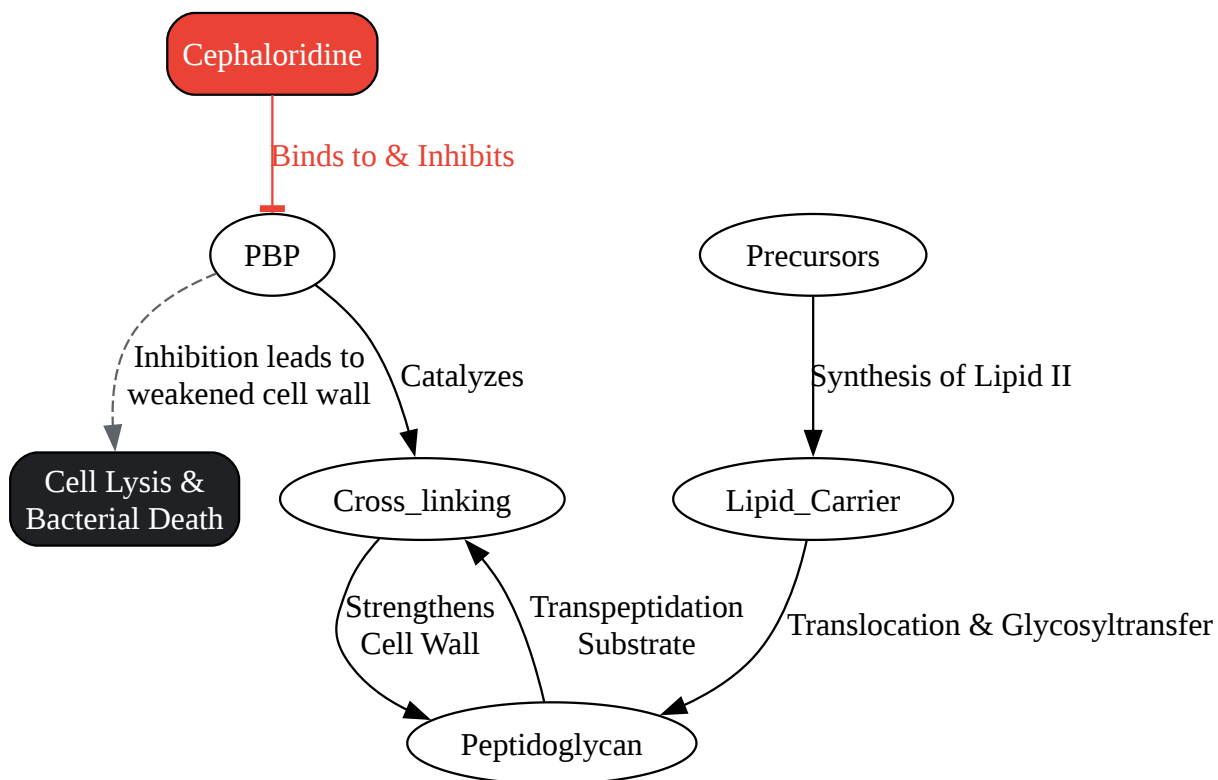 Cephaloridine
Binds to & Inhibits
PBP
Precursors
Inhibition leads to
weakened cell wall
Catalyzes
Synthesis of Lipid II
Cell Lysis &
Bacterial Death
Cross_linking
Lipid_Carrier
Strengthens
Cell Wall
Transpeptidation
Substrate
Translocation & Glycosyltransfer
Peptidoglycan